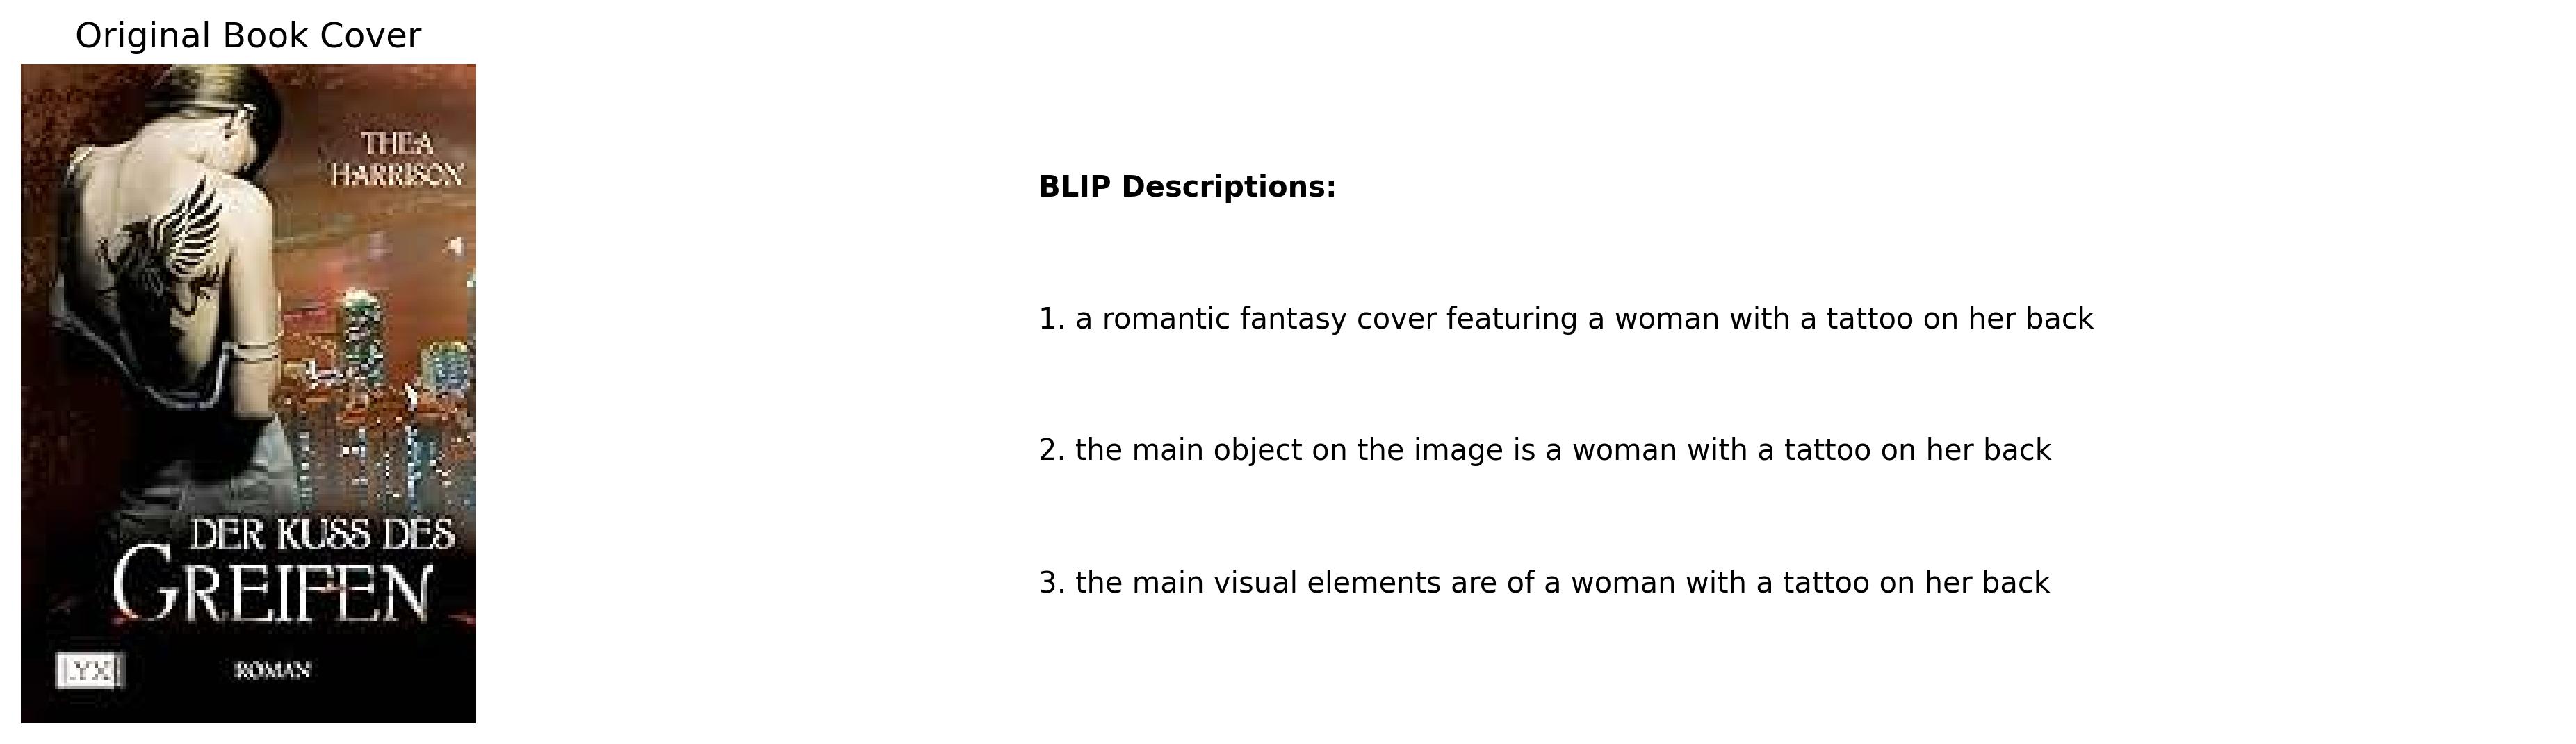 Original Book Cover
THEA
HARRISON
DER KUSS DES
GREIFEN
LYX
ROMAN
BLIP Descriptions:
1. a romantic fantasy cover featuring a woman with a tattoo on her back
2. the main object on the image is a woman with a tattoo on her back
3. the main visual elements are of a woman with a tattoo on her back